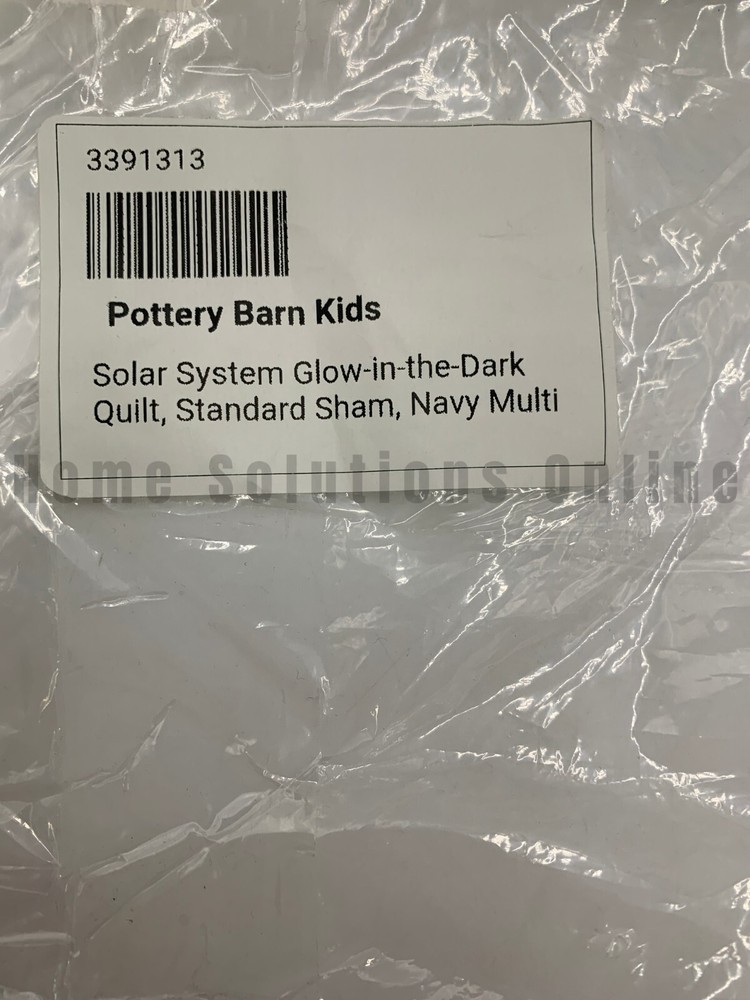 3391313
Pottery Barn Kids
Solar System Glow-in-the-Dark
Quilt, Standard Sham, Navy Multi
Home Solutions Online